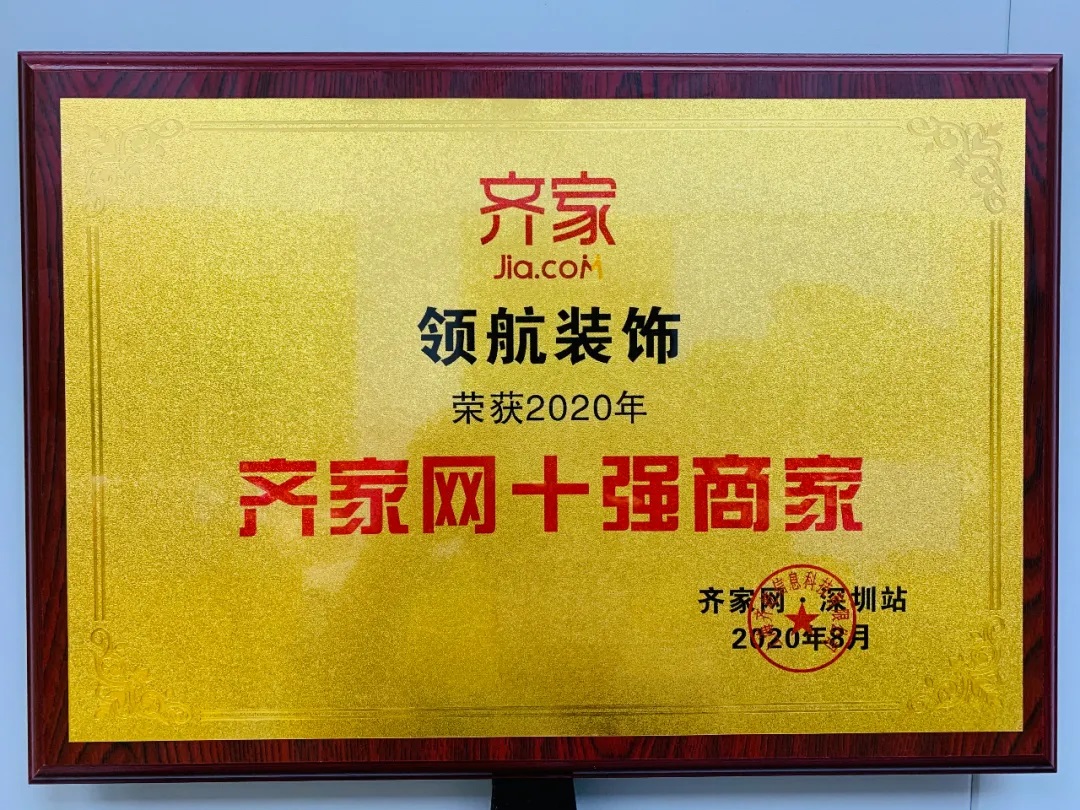 齐家
Jia.com
领航装饰
荣获2020年
齐家网十强商家
齐家网·深圳站
2020年8月